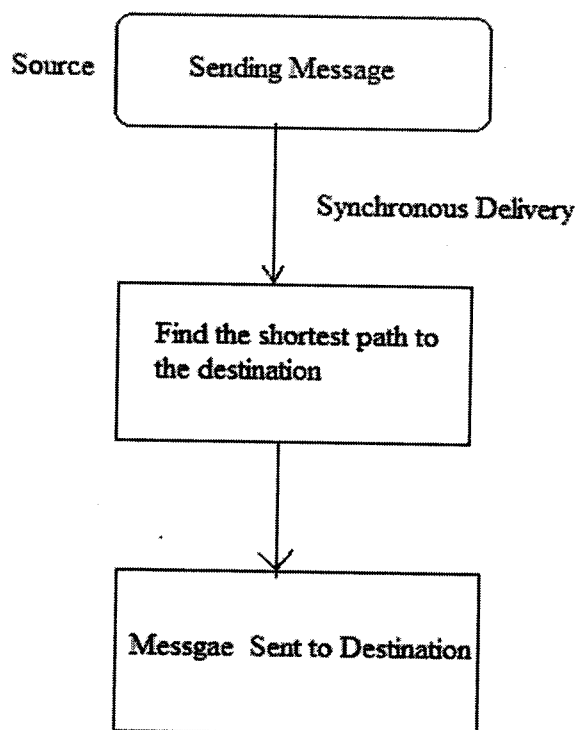 Source
Sending Message
Synchronous Delivery
Find the shortest path to
the destination
Messgae Sent to Destination